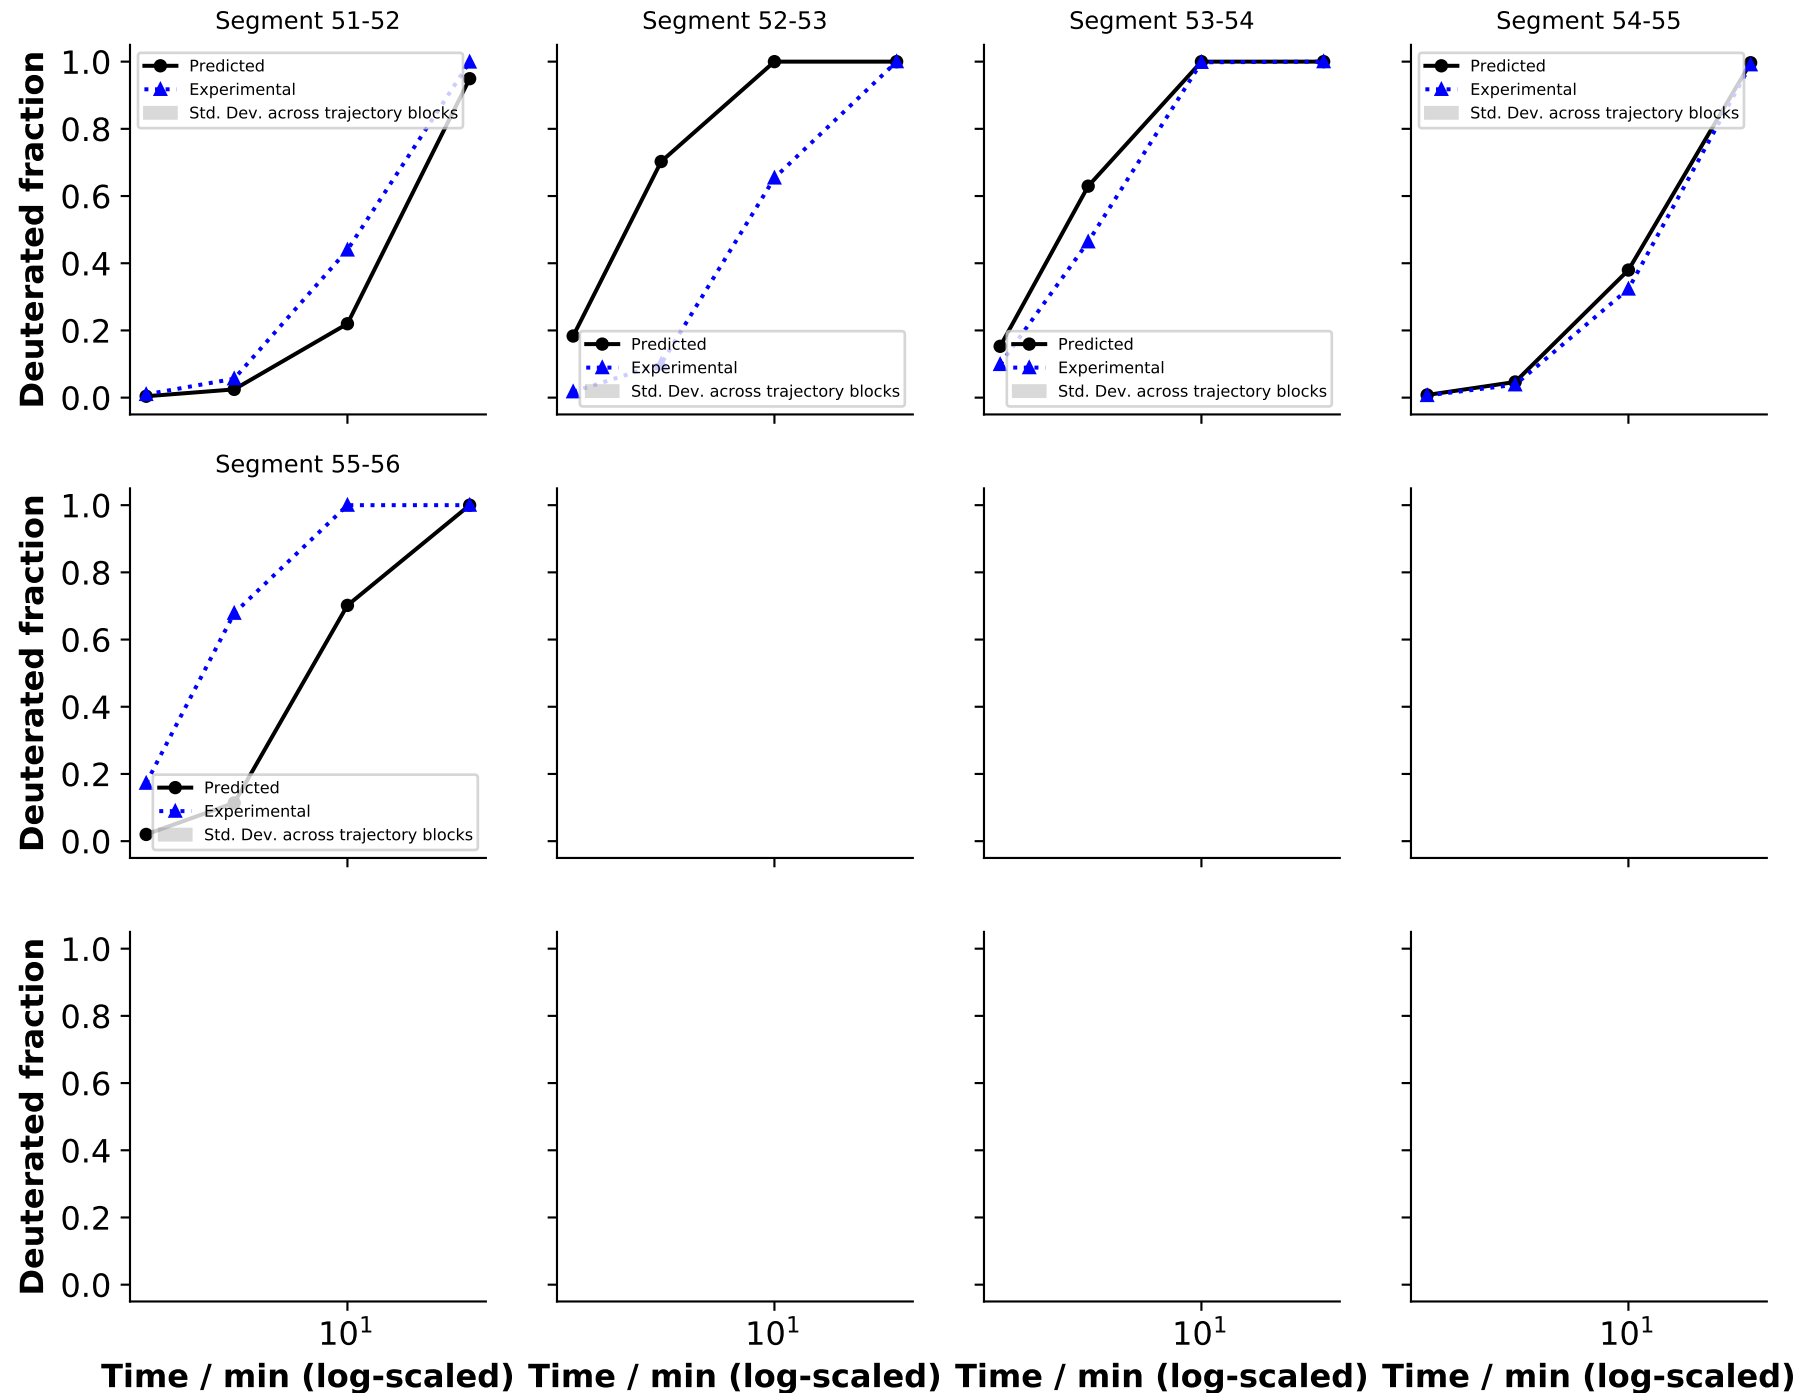 Segment 51-52
Deuterated fraction
1.0
0.8
0.6
0.4
0.2
0.0
Predicted
Experimental
Std. Dev. across trajectory blocks
Segment 52-53
Predicted
Experimental
Std. Dev. across trajectory blocks
Segment 53-54
Predicted
Experimental
Std. Dev. across trajectory blocks
Segment 54-55
Predicted
Experimental
Std. Dev. across trajectory blocks
Segment 55-56
Deuterated fraction
1.0
0.8
0.6
0.4
0.2
0.0
Predicted
Experimental
Std. Dev. across trajectory blocks
Deuterated fraction
1.0
0.8
0.6
0.4
0.2
0.0
10¹
Time / min (log-scaled)
10¹
Time / min (log-scaled)
10¹
Time / min (log-scaled)
10¹
Time / min (log-scaled)